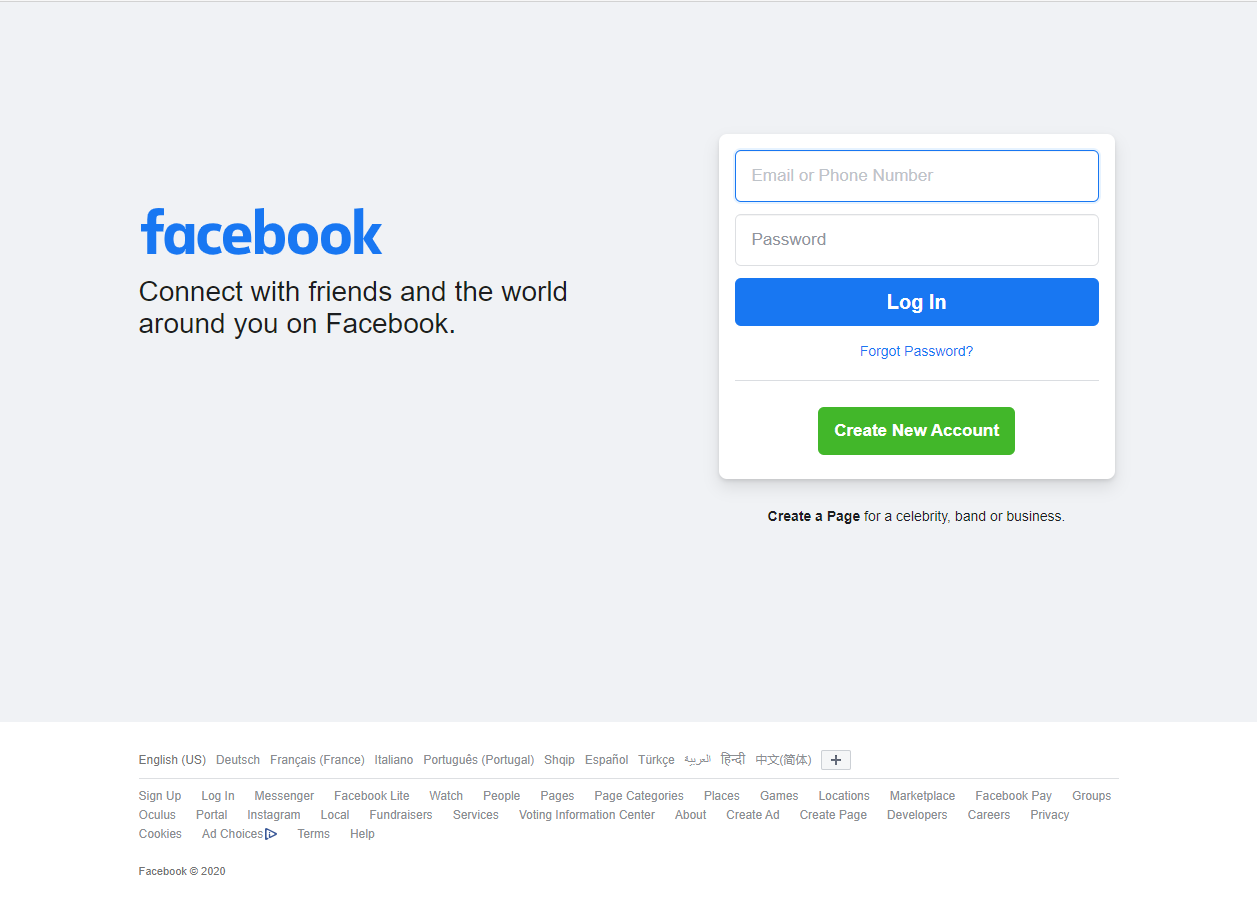 facebook
Connect with friends and the world
around you on Facebook.
Email or Phone Number
Password
Log In
Forgot Password?
Create New Account
Create a Page for a celebrity, band or business.
English (US) Deutsch Français (France) Italiano Português (Portugal) Shqip Español Türkçe العربية हिन्दी 中文(简体) +
Sign Up Log In Messenger Facebook Lite Watch People Pages Page Categories Places Games Locations Marketplace Facebook Pay Groups
Oculus Portal Instagram Local Fundraisers Services Voting Information Center About Create Ad Create Page Developers Careers Privacy
Cookies Ad Choices Terms Help
Facebook © 2020